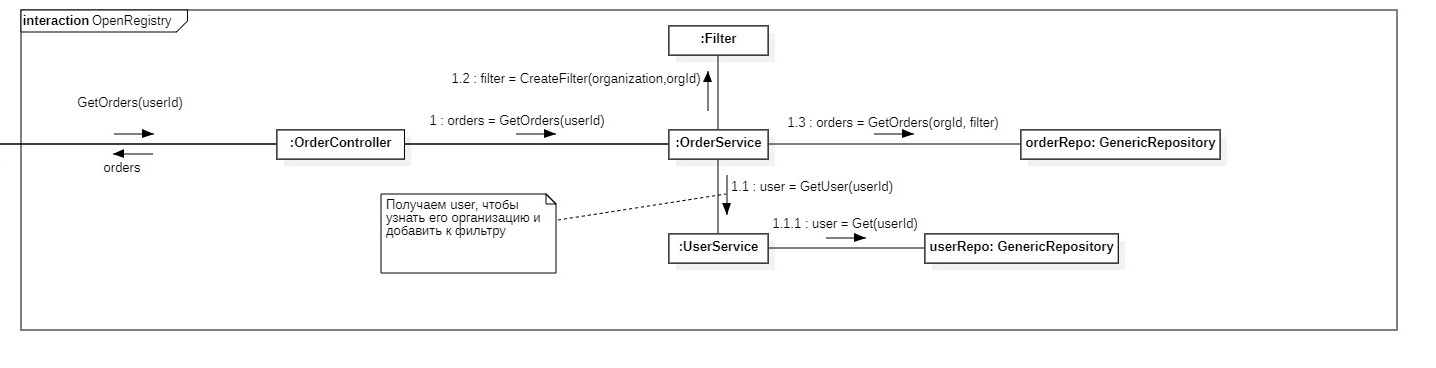 interaction OpenRegistry
:Filter
1.2 : filter = CreateFilter(organization,orgId)
GetOrders(userId)
1 : orders = GetOrders(userId)
1.3 : orders = GetOrders(orgId, filter)
:OrderController
:OrderService
orderRepo: GenericRepository
orders
1.1 : user = GetUser(userId)
Получаем user, чтобы
узнать его организацию и
добавить к фильтру
1.1.1 : user = Get(userId)
:UserService
userRepo: GenericRepository